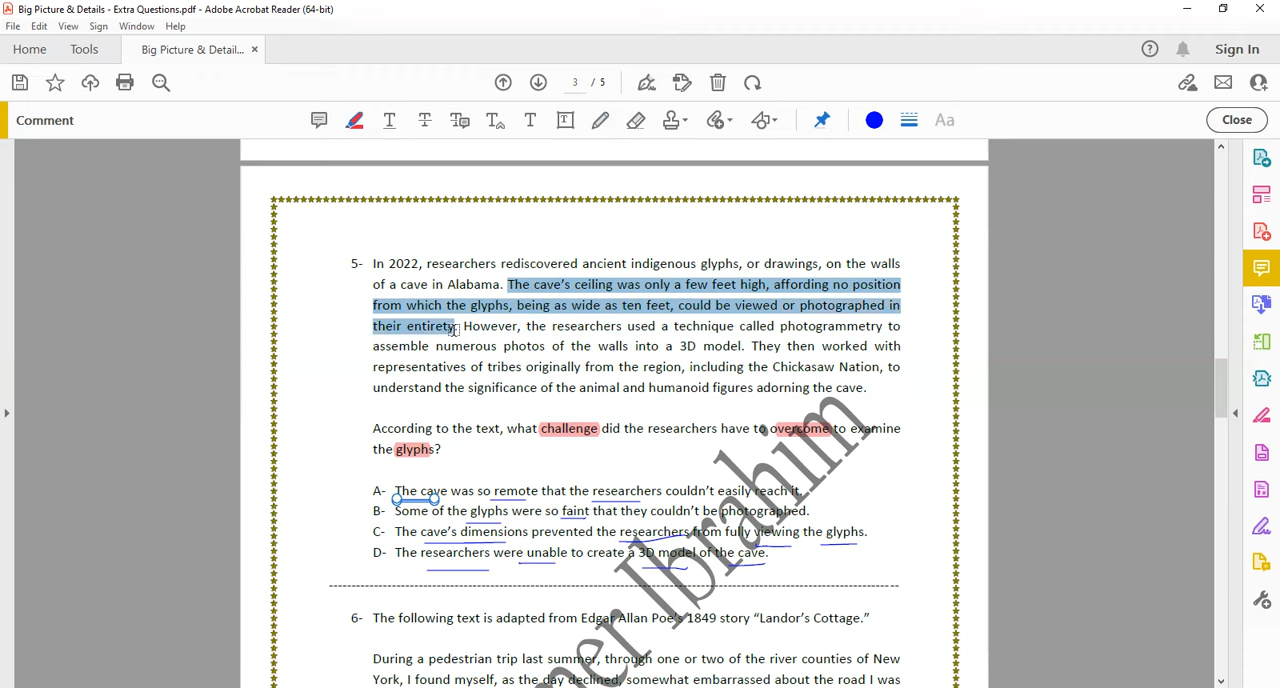 Big Picture & Details - Extra Questions.pdf - Adobe Acrobat Reader (64-bit)
File Edit View Sign Window Help
Home Tools Big Picture & Detail... × Sign In
3 / 5
Comment Aa Close
5- In 2022, researchers rediscovered ancient indigenous glyphs, or drawings, on the walls
of a cave in Alabama. The cave's ceiling was only a few feet high, affording no position
from which the glyphs, being as wide as ten feet, could be viewed or photographed in
their entirety. However, the researchers used a technique called photogrammetry to
assemble numerous photos of the walls into a 3D model. They then worked with
representatives of tribes originally from the region, including the Chickasaw Nation, to
understand the significance of the animal and humanoid figures adorning the cave.
According to the text, what challenge did the researchers have to overcome to examine
the glyphs?
A- The cave was so remote that the researchers couldn't easily reach it.
B- Some of the glyphs were so faint that they couldn't be photographed.
C- The cave's dimensions prevented the researchers from fully viewing the glyphs.
D- The researchers were unable to create a 3D model of the cave.
6- The following text is adapted from Edgar Allan Poe's 1849 story “Landor's Cottage.”
During a pedestrian trip last summer, through one or two of the river counties of New
York, I found myself, as the day declined, somewhat embarrassed about the road I was
mer Ibrahim